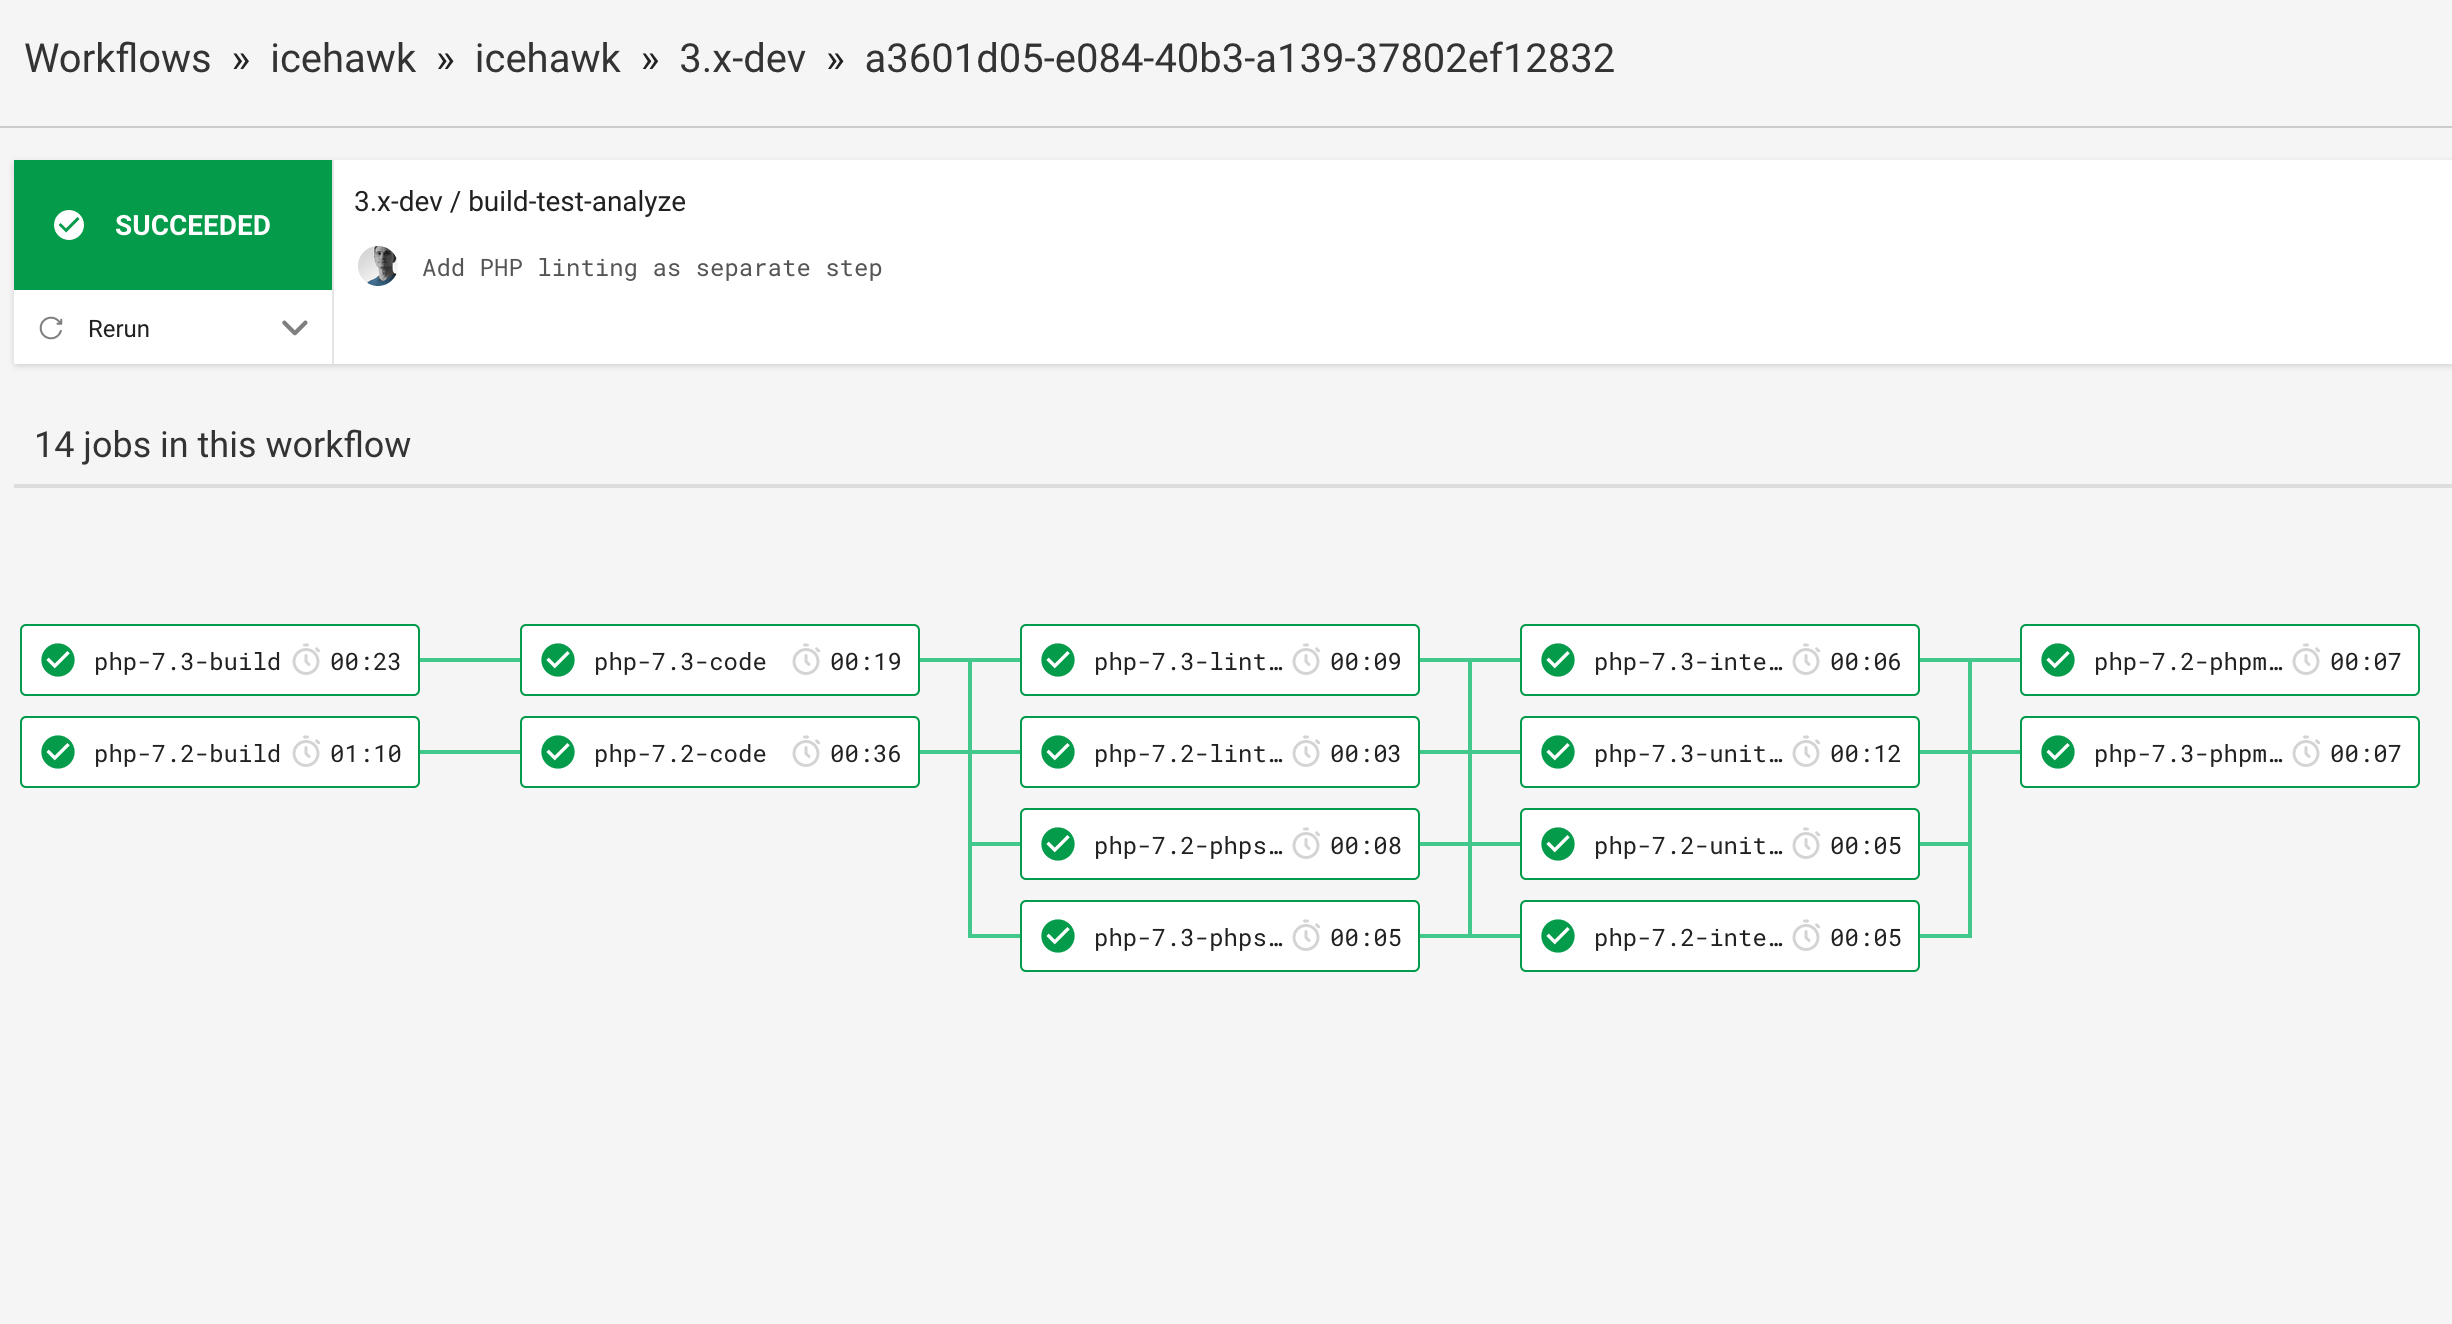 Workflows » icehawk » icehawk » 3.x-dev » a3601d05-e084-40b3-a139-37802ef12832
SUCCEEDED
Rerun
3.x-dev / build-test-analyze
Add PHP linting as separate step
14 jobs in this workflow
php-7.3-build 00:23
php-7.2-build 01:10
php-7.3-code 00:19
php-7.2-code 00:36
php-7.3-lint… 00:09
php-7.2-lint… 00:03
php-7.2-phps… 00:08
php-7.3-phps… 00:05
php-7.3-inte… 00:06
php-7.3-unit… 00:12
php-7.2-unit… 00:05
php-7.2-inte… 00:05
php-7.2-phpm… 00:07
php-7.3-phpm… 00:07